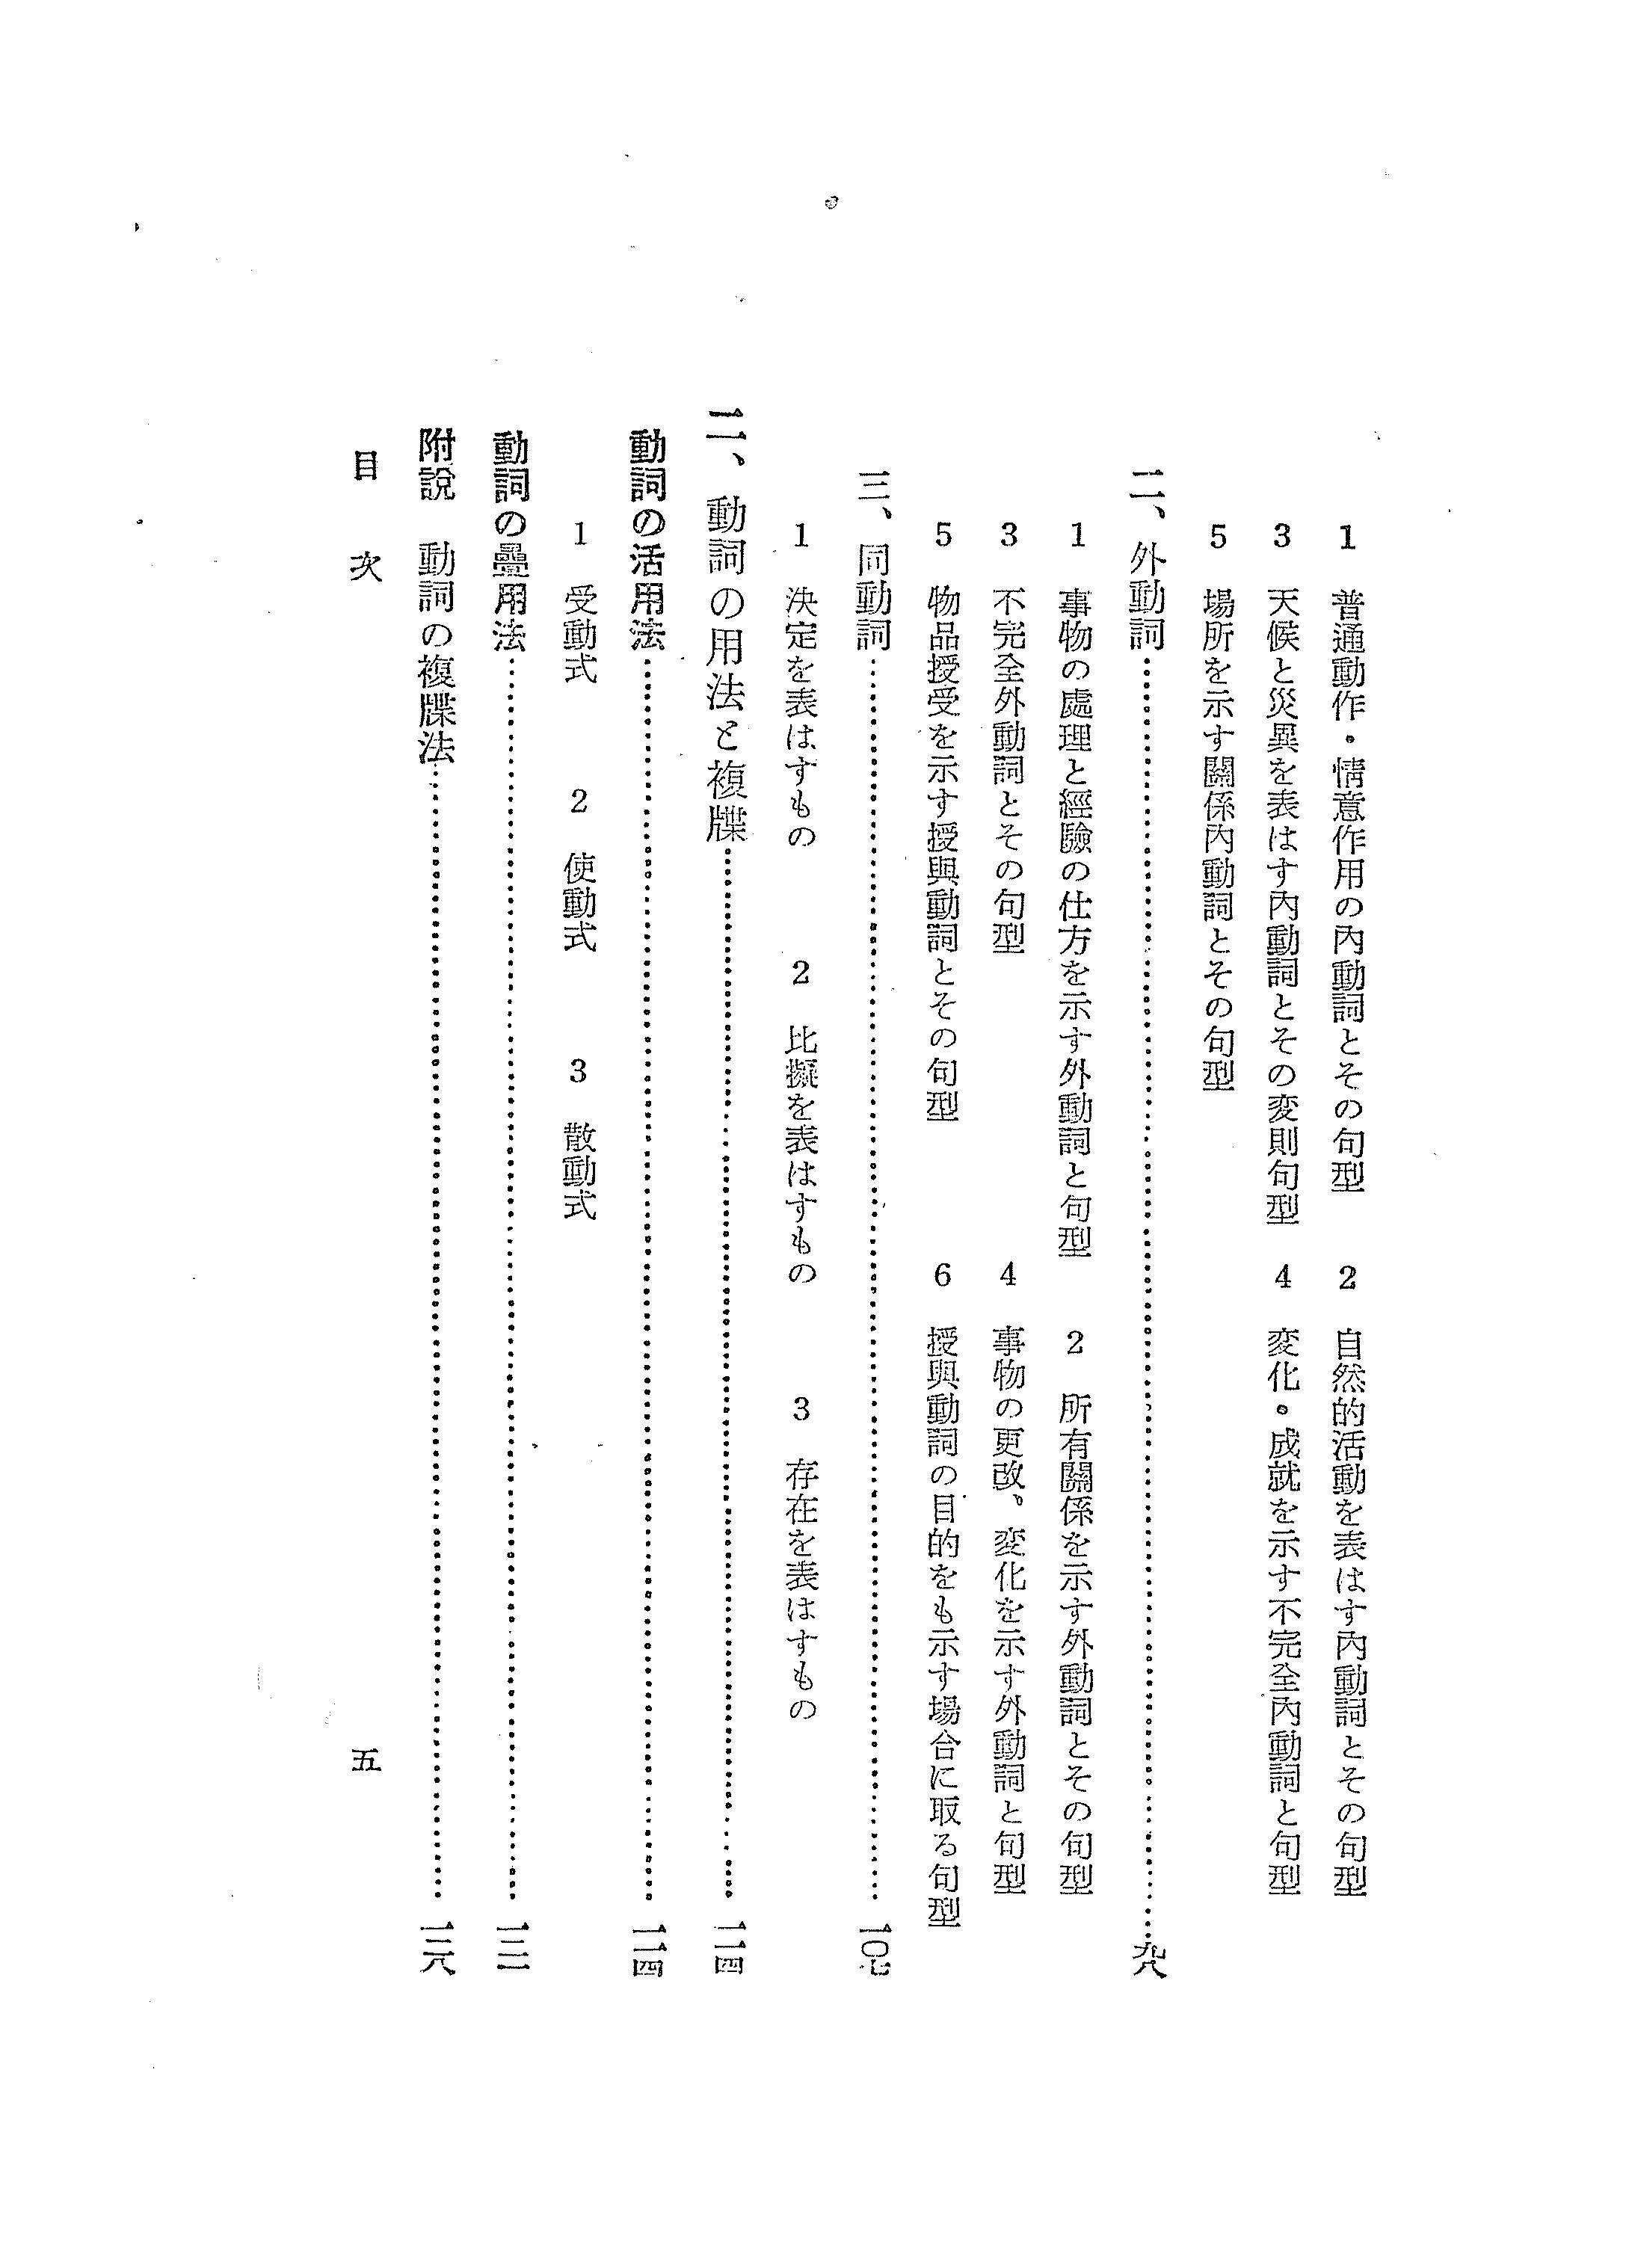 1 普通動作・情意作用の內動詞とその句型 2 自然的活動を表はす內動詞とその句型
3 天候と災異を表はす內動詞とその変則句型 4 変化・成就を示す不完全內動詞と句型
5 場所を示す關係內動詞とその句型
二、外動詞……九八
1 事物の處理と經驗の仕方を示す外動詞と句型 2 所有關係を示す外動詞とその句型
3 不完全外動詞とその句型 4 事物の更改、変化を示す外動詞と句型
5 物品授受を示す授與動詞とその句型 6 授與動詞の目的をも示す場合に取る句型
三、同動詞……一〇七
1 決定を表はすもの 2 比擬を表はすもの 3 存在を表はすもの
二、動詞の用法と複牒……一一四
動詞の活用法……一一四
1 受動式 2 使動式 3 散動式
動詞の疊用法……一三一
附說 動詞の複牒法……一三八
目次 五